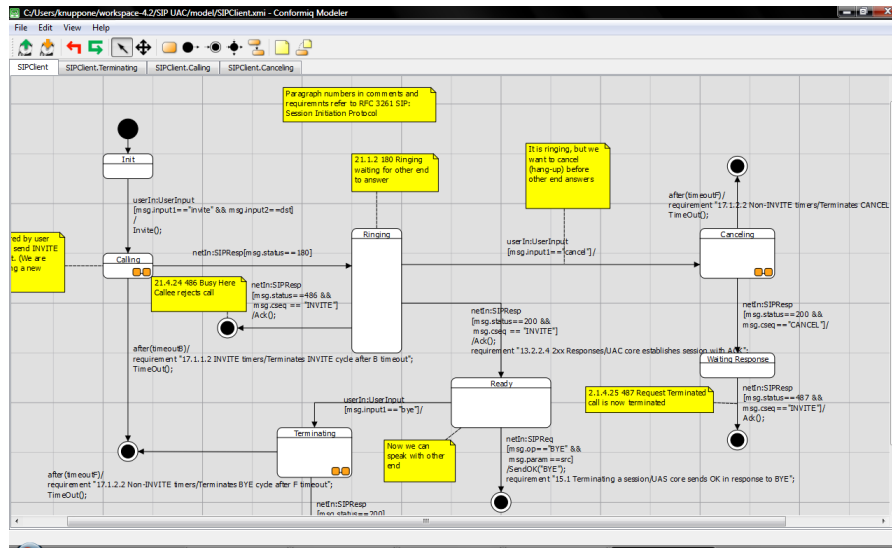 C:/Users/knuppone/workspace-4.2/SIP UAC/model/SIPClient.xmi - Conformiq Modeler
File Edit View Help
SIPClient SIPClient.Terminating SIPClient.Calling SIPClient.Canceling
Paragraph numbers in comments and
requiremnts refer to RFC 3261 SIP:
Session Initiation Protocol
Init
userIn:UserInput
[msg.input1=="invite" && msg.input2==dst]
/
Invite();
21.1.2 180 Ringing
waiting for other end
to answer
It is ringing, but we
want to cancel
(hang-up) before
other end answers
after(timeoutF)/
requirement "17.1.2.2 Non-INVITE timers/Terminates CANCEL
TimeOut();
red by user
send INVITE
t. (We are
ng a new
Calling
netIn:SIPResp[msg.status==180]
Ringing
userIn:UserInput
[msg.input1=="cancel"]/
Canceling
21.4.24 486 Busy Here
Callee rejects call
netIn:SIPResp
[msg.status==486 &&
msg.cseq == "INVITE"]
/Ack();
netIn:SIPResp
[msg.status==200 &&
msg.cseq == "INVITE"]
/Ack();
requirement "13.2.2.4 2xx Responses/UAC core establishes session with ACK";
netIn:SIPResp
[msg.status==200 &&
msg.cseq=="CANCEL"]/
after(timeoutB)/
requirement "17.1.1.2 INVITE timers/Terminates INVITE cycle after B timeout";
TimeOut();
Waiting Response
Ready
userIn:UserInput
[msg.input1=="bye"]/
2.1.4.25 487 Request Terminated
call is now terminated
netIn:SIPResp
[msg.status==487 &&
msg.cseq=="INVITE"]/
Ack();
Terminating
Now we can
speak with other
end
netIn:SIPReq
[msg.op=="BYE" &&
msg.param ==src]
/SendOK("BYE");
requirement "15.1 Terminating a session/UAS core sends OK in response to BYE";
after(timeoutF)/
requirement "17.1.2.2 Non-INVITE timers/Terminates BYE cycle after F timeout";
TimeOut();
netIn:SIPResp
[msg.status==200]